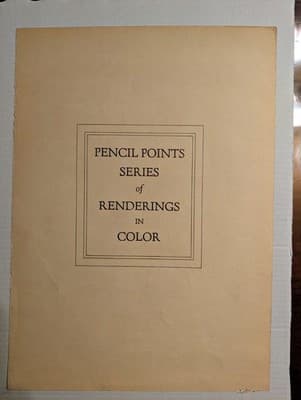 PENCIL POINTS
SERIES
of
RENDERINGS
IN
COLOR